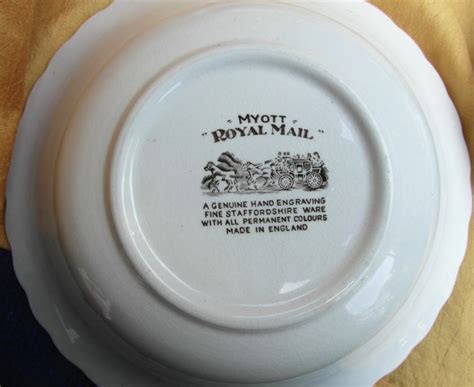 MYOTT
"ROYAL MAIL"
A GENUINE HAND ENGRAVING
FINE STAFFORDSHIRE WARE
WITH ALL PERMANENT COLOURS
MADE IN ENGLAND